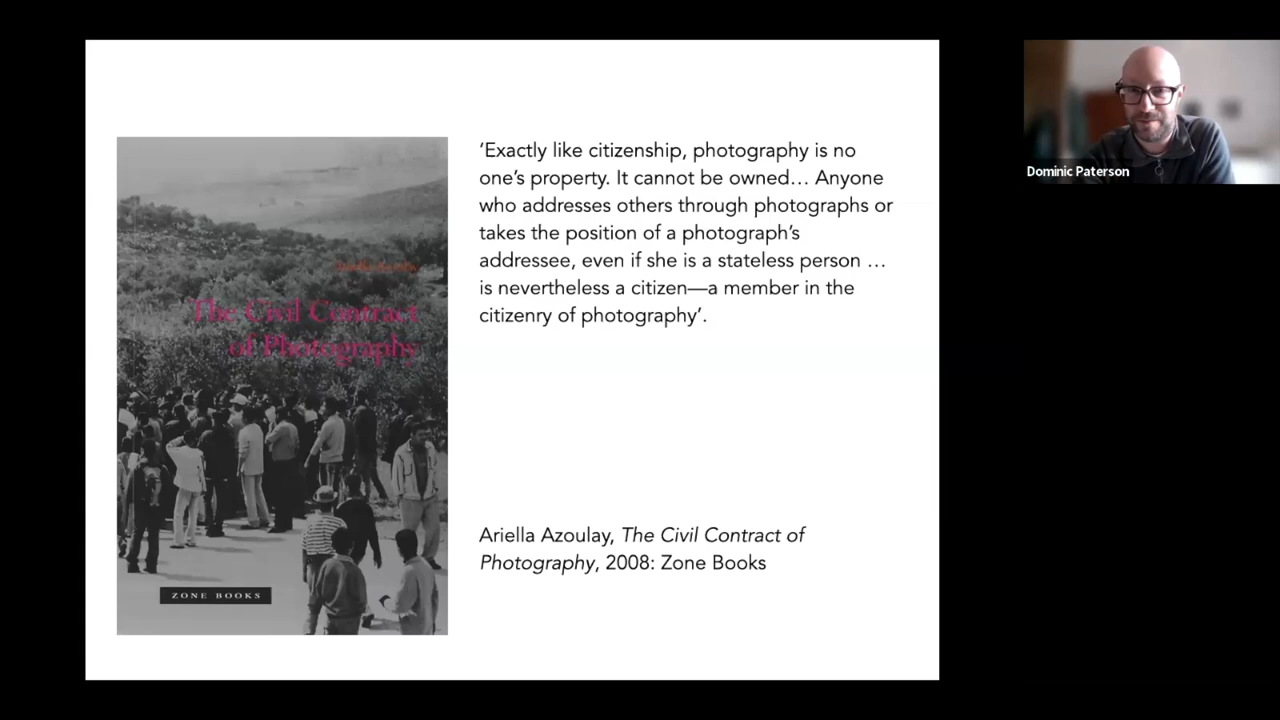 ‘Exactly like citizenship, photography is no
one’s property. It cannot be owned… Anyone
who addresses others through photographs or
takes the position of a photograph’s
addressee, even if she is a stateless person …
is nevertheless a citizen—a member in the
citizenry of photography’.
Ariella Azoulay, The Civil Contract of
Photography, 2008: Zone Books
Ariella Azoulay
The Civil Contract
of Photography
ZONE BOOKS
Dominic Paterson